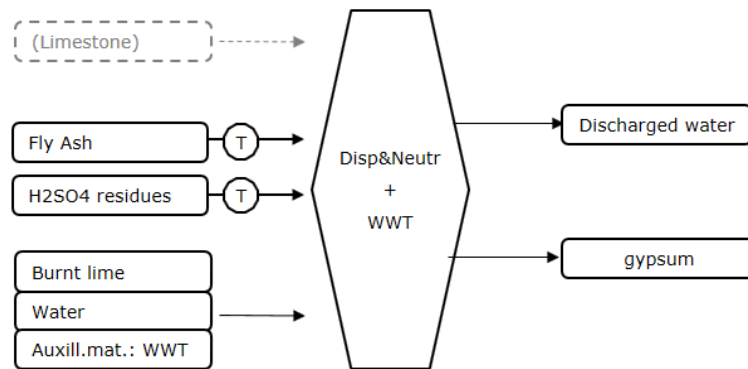 (Limestone)
Fly Ash
T
H2SO4 residues
T
Burnt lime
Water
Auxill.mat.: WWT
Disp&Neutr
+
WWT
Discharged water
gypsum